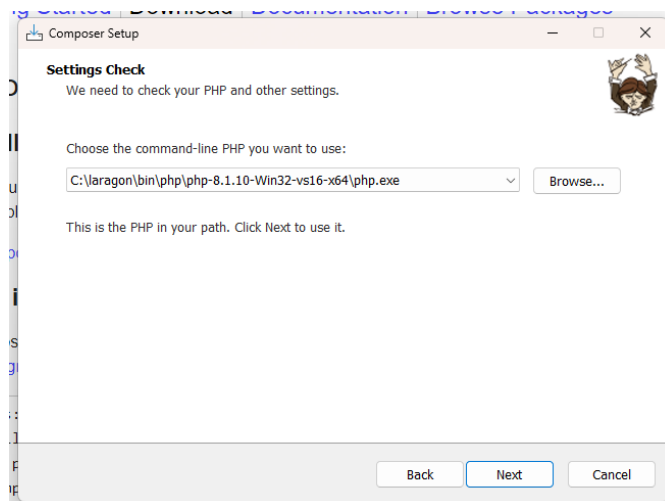 Started Download Documentation Browse Packages
Composer Setup
Settings Check
We need to check your PHP and other settings.
Choose the command-line PHP you want to use:
C:\laragon\bin\php\php-8.1.10-Win32-vs16-x64\php.exe
Browse...
This is the PHP in your path. Click Next to use it.
Back Next Cancel